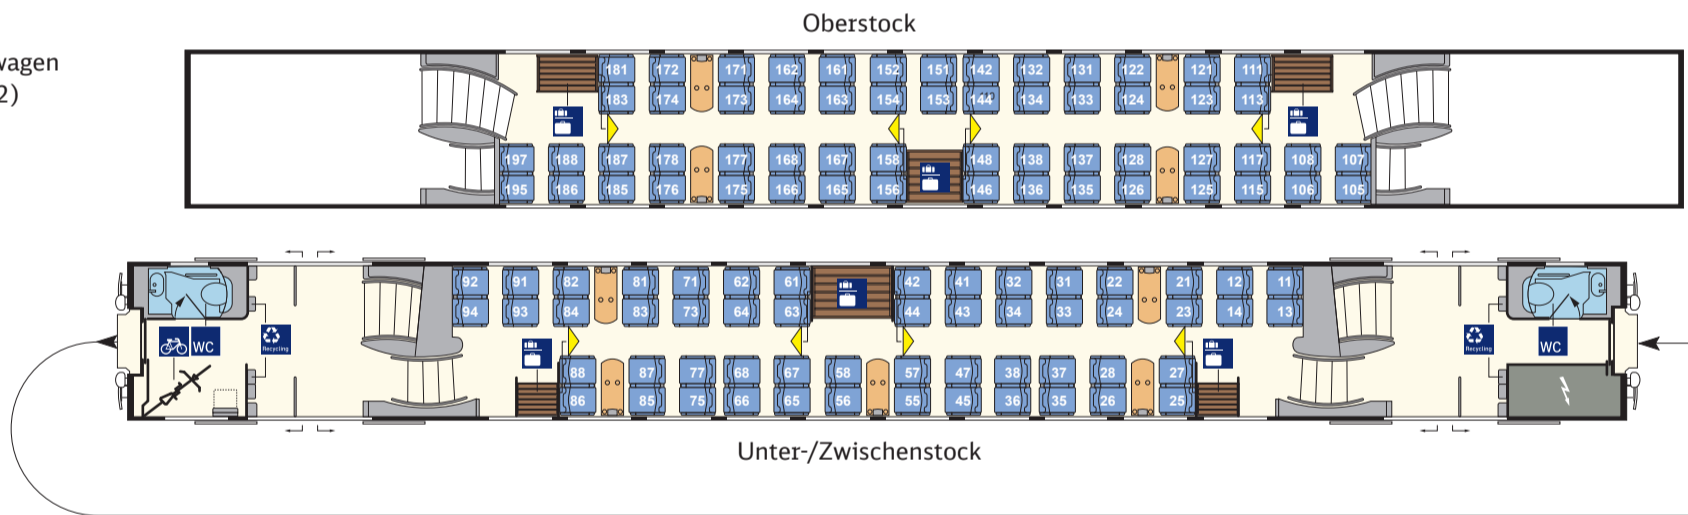 Oberstock
wagen
2)
181 172 171 162 161 152 151 142 132 131 122 121 111
183 174 173 164 163 154 153 144 134 133 124 123 113
197 188 187 178 177 168 167 158 148 138 137 128 127 117 108 107
195 186 185 176 175 166 165 156 146 136 135 126 125 115 106 105
92 91 82 81 71 62 61 42 41 32 31 22 21 12 11
94 93 84 83 73 64 63 44 43 34 33 24 23 14 13
WC Recycling Recycling WC
88 87 77 68 67 58 57 47 38 37 28 27
86 85 75 66 65 56 55 45 36 35 26 25
Unter-/Zwischenstock